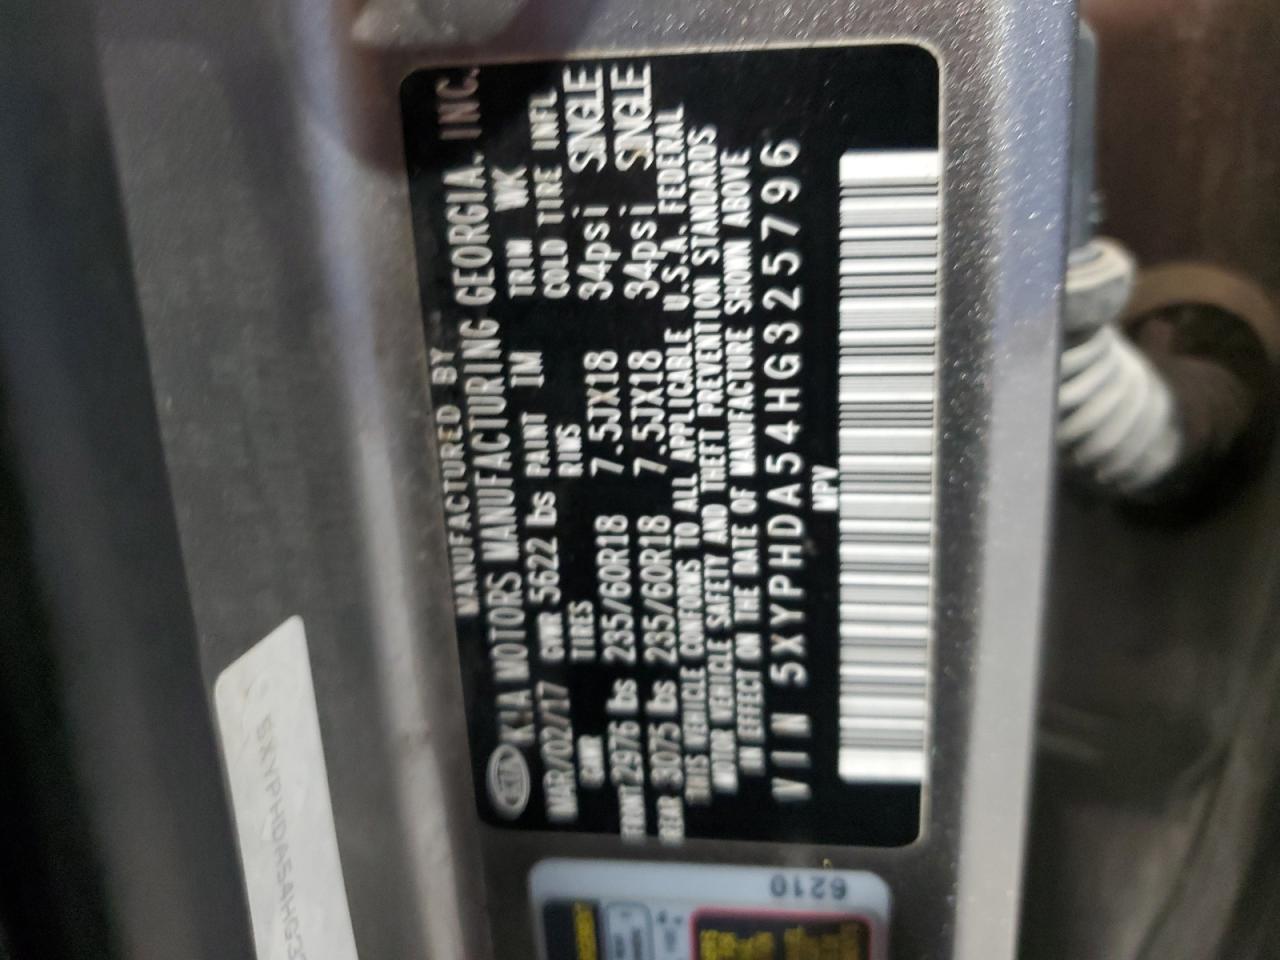 MANUFACTURED BY
KIA KIA MOTORS MANUFACTURING GEORGIA, INC.
MAR/02/17 GVWR 5622 lbs PAINT IM TRIM WK
GAWR TIRES RIMS COLD TIRE INFL
FRONT 2976 lbs 235/60R18 7.5JX18 34psi SINGLE
REAR 3075 lbs 235/60R18 7.5JX18 34psi SINGLE
THIS VEHICLE CONFORMS TO ALL APPLICABLE U.S.A. FEDERAL
MOTOR VEHICLE SAFETY AND THEFT PREVENTION STANDARDS
IN EFFECT ON THE DATE OF MANUFACTURE SHOWN ABOVE
VIN 5XYPHDA54HG325796
MPV
5XYPHDA54HG3
6210